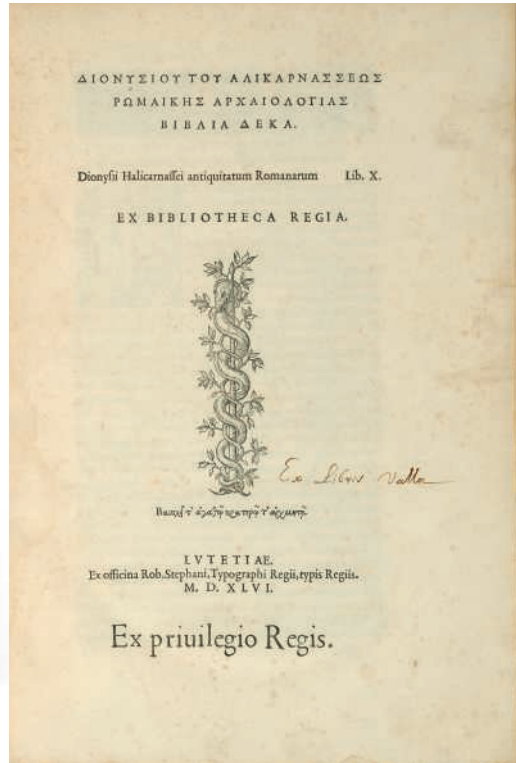 ΔΙΟΝΥΣΙΟΥ ΤΟΥ ΑΛΙΚΑΡΝΑΣΣΕΩΣ
ΡΩΜΑΙΚΗΣ ΑΡΧΑΙΟΛΟΓΙΑΣ
ΒΙΒΛΙΑ ΔΕΚΑ.
Dionysii Halicarnassei antiquitatum Romanarum Lib. X.
EX BIBLIOTHECA REGIA.
Ex Libris Valla
Βασιλεῖ τ' ἀγαθῷ κρατερῷ τ' αἰχμητῇ.
LVTETIAE.
Ex officina Rob. Stephani, Typographi Regii, typis Regiis.
M. D. XLVI.
Ex priuilegio Regis.